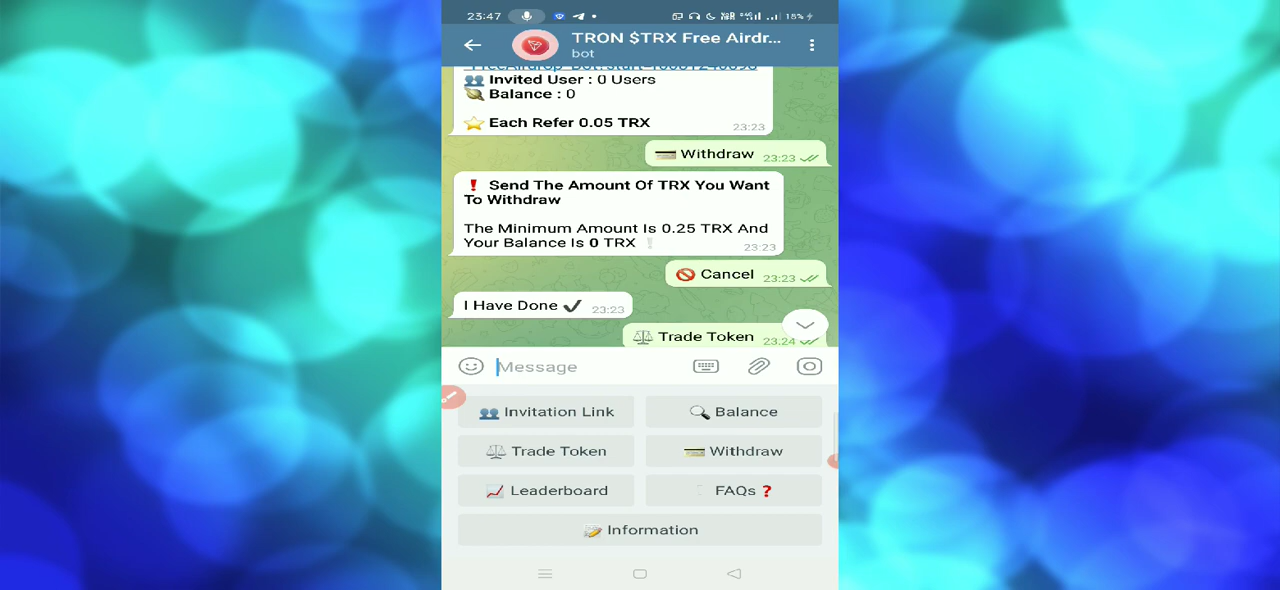 23:47
18%
TRON $TRX Free Airdr...
bot
Invited User : 0 Users
Balance : 0
Each Refer 0.05 TRX
23:23
Withdraw 23:23
Send The Amount Of TRX You Want
To Withdraw
The Minimum Amount Is 0.25 TRX And
Your Balance Is 0 TRX
23:23
Cancel 23:23
I Have Done 23:23
Trade Token 23:24
Message
Invitation Link
Balance
Trade Token
Withdraw
Leaderboard
FAQs
Information